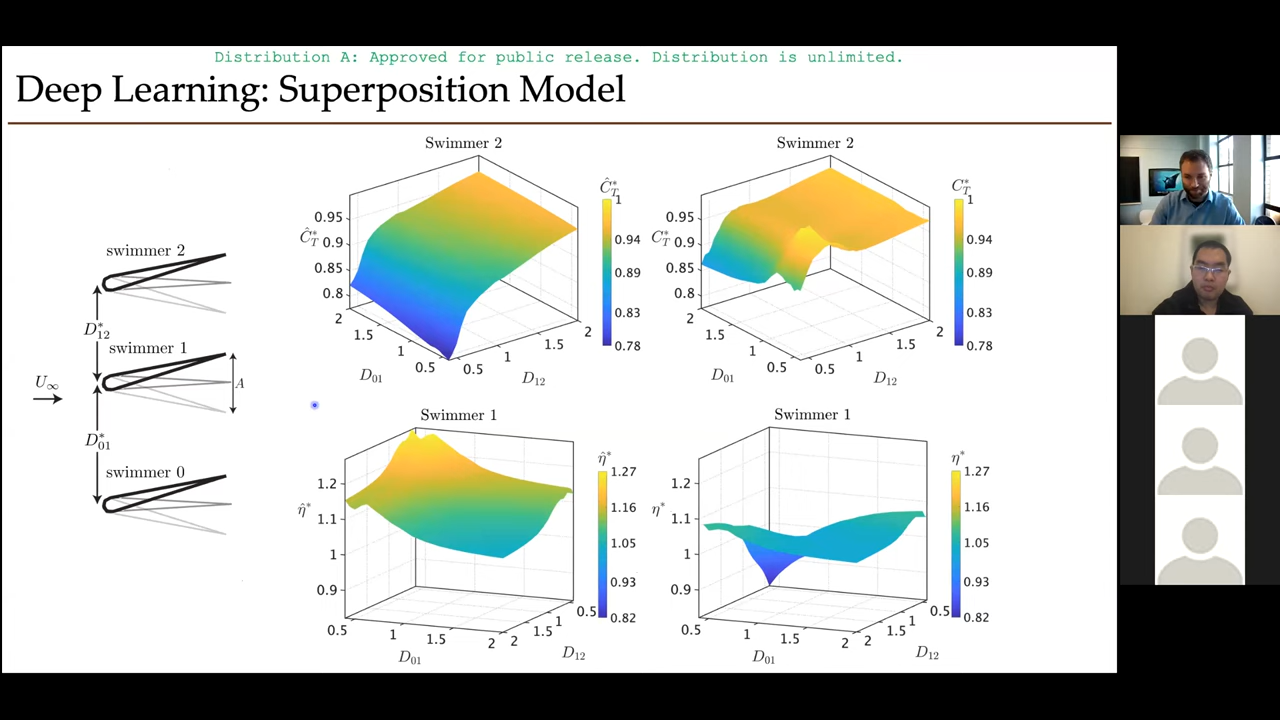 Distribution A: Approved for public release. Distribution is unlimited.
Deep Learning: Superposition Model
swimmer 2
D*12
swimmer 1
U∞
A
D*01
swimmer 0
Swimmer 2
Ĉ*T
0.95
0.9
0.85
0.8
2
1.5
1
0.5
D01
0.5
1
1.5
2
D12
Ĉ*T
1
0.94
0.89
0.83
0.78
Swimmer 2
C*T
0.95
0.9
0.85
0.8
2
1.5
1
0.5
D01
0.5
1
1.5
2
D12
C*T
1
0.94
0.89
0.83
0.78
Swimmer 1
η̂*
1.2
1.1
1
0.9
0.5
1
1.5
2
D01
2
1.5
1
0.5
D12
η̂*
1.27
1.16
1.05
0.93
0.82
Swimmer 1
η*
1.2
1.1
1
0.9
0.5
1
1.5
2
D01
2
1.5
1
0.5
D12
η*
1.27
1.16
1.05
0.93
0.82